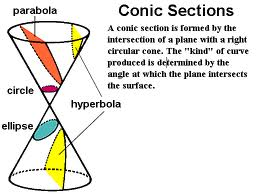 parabola
Conic Sections
A conic section is formed by the
intersection of a plane with a right
circular cone. The "kind" of curve
produced is determined by the
angle at which the plane intersects
the surface.
circle
hyperbola
ellipse